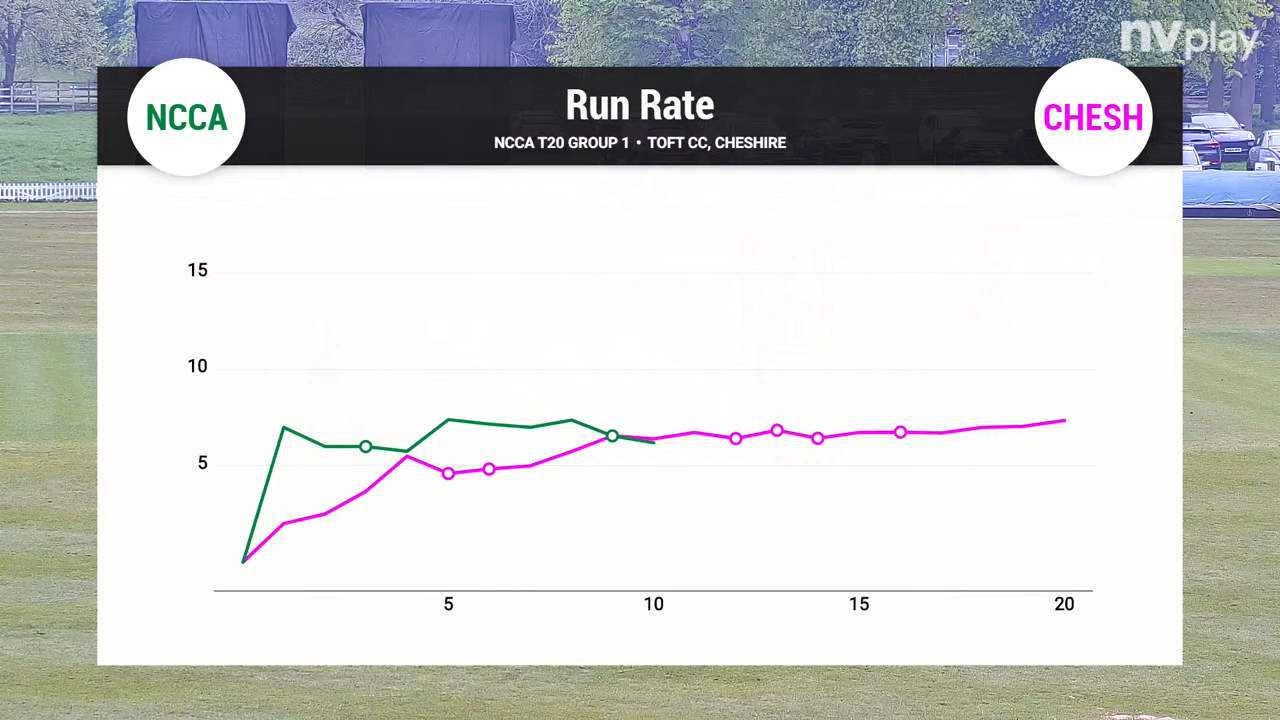 nvplay
NCCA
Run Rate
CHESH
NCCA T20 GROUP 1 • TOFT CC, CHESHIRE
15
10
5
5 10 15 20